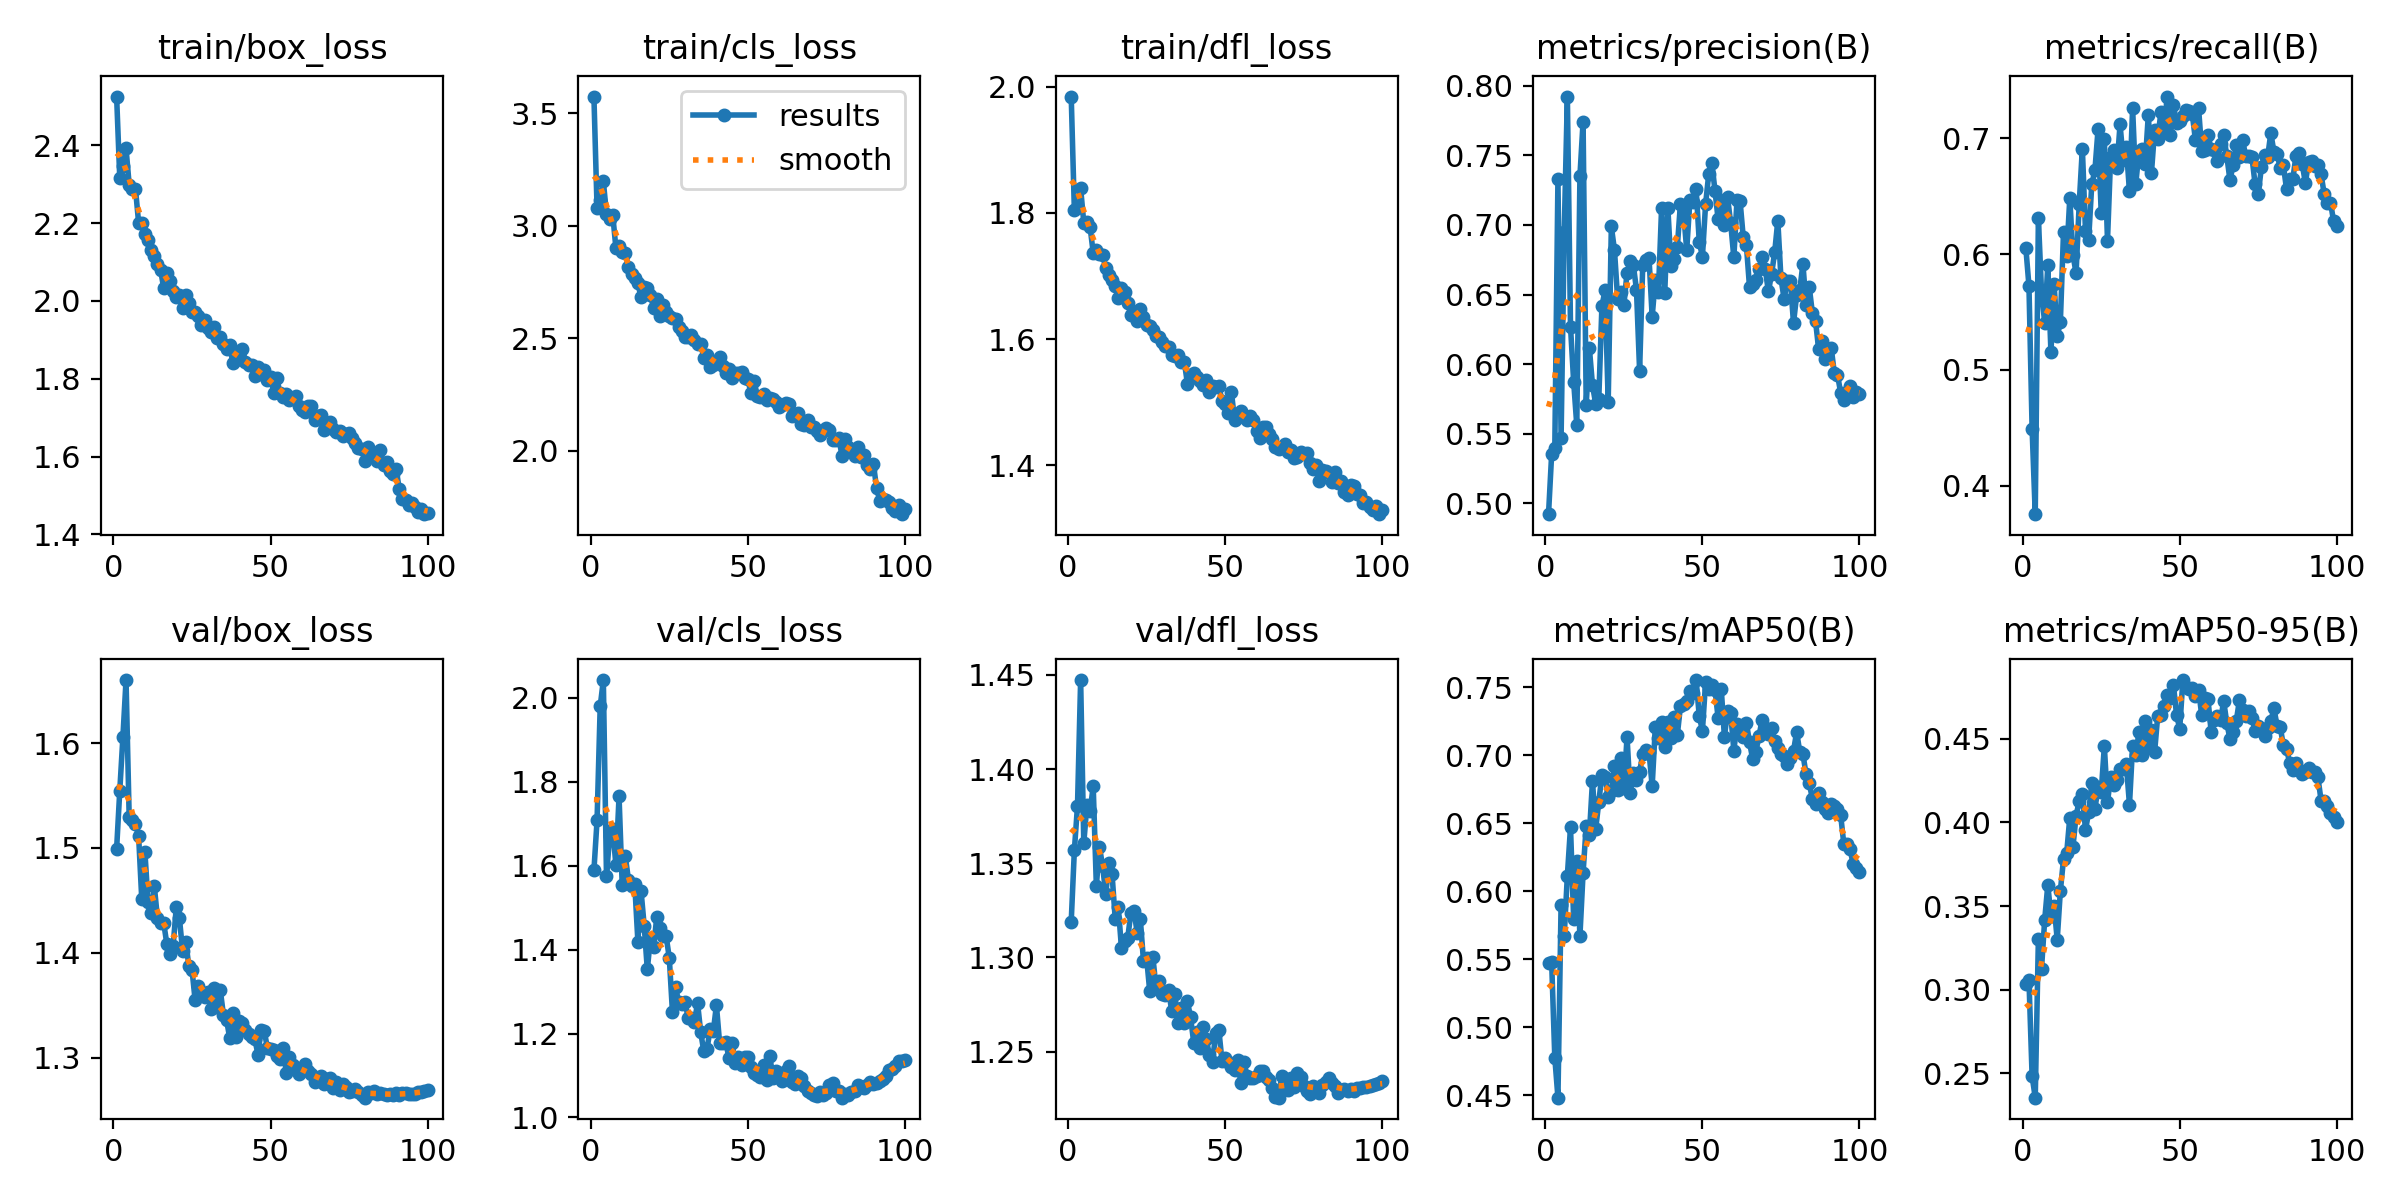 train/box_loss
2.4
2.2
2.0
1.8
1.6
1.4
0 50 100
train/cls_loss
results
smooth
3.5
3.0
2.5
2.0
0 50 100
train/dfl_loss
2.0
1.8
1.6
1.4
0 50 100
metrics/precision(B)
0.80
0.75
0.70
0.65
0.60
0.55
0.50
0 50 100
metrics/recall(B)
0.7
0.6
0.5
0.4
0 50 100
val/box_loss
1.6
1.5
1.4
1.3
0 50 100
val/cls_loss
2.0
1.8
1.6
1.4
1.2
1.0
0 50 100
val/dfl_loss
1.45
1.40
1.35
1.30
1.25
0 50 100
metrics/mAP50(B)
0.75
0.70
0.65
0.60
0.55
0.50
0.45
0 50 100
metrics/mAP50-95(B)
0.45
0.40
0.35
0.30
0.25
0 50 100